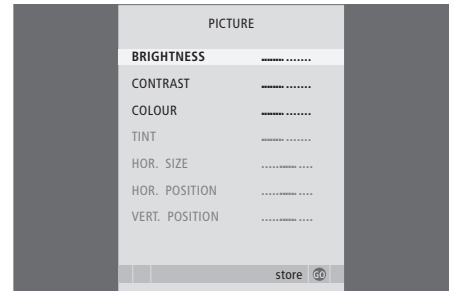 PICTURE
BRIGHTNESS
CONTRAST
COLOUR
TINT
HOR. SIZE
HOR. POSITION
VERT. POSITION
store GO